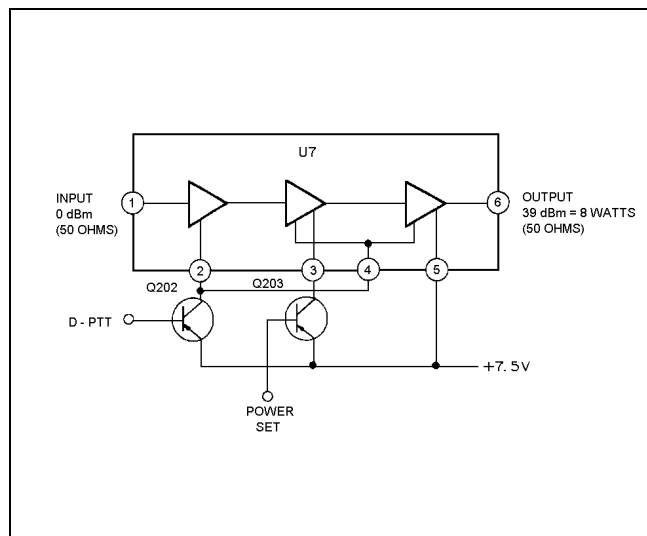 U7
INPUT
0 dBm
(50 OHMS)
1
6
OUTPUT
39 dBm = 8 WATTS
(50 OHMS)
2
3
4
5
Q202
Q203
D - PTT
+7.5V
POWER
SET